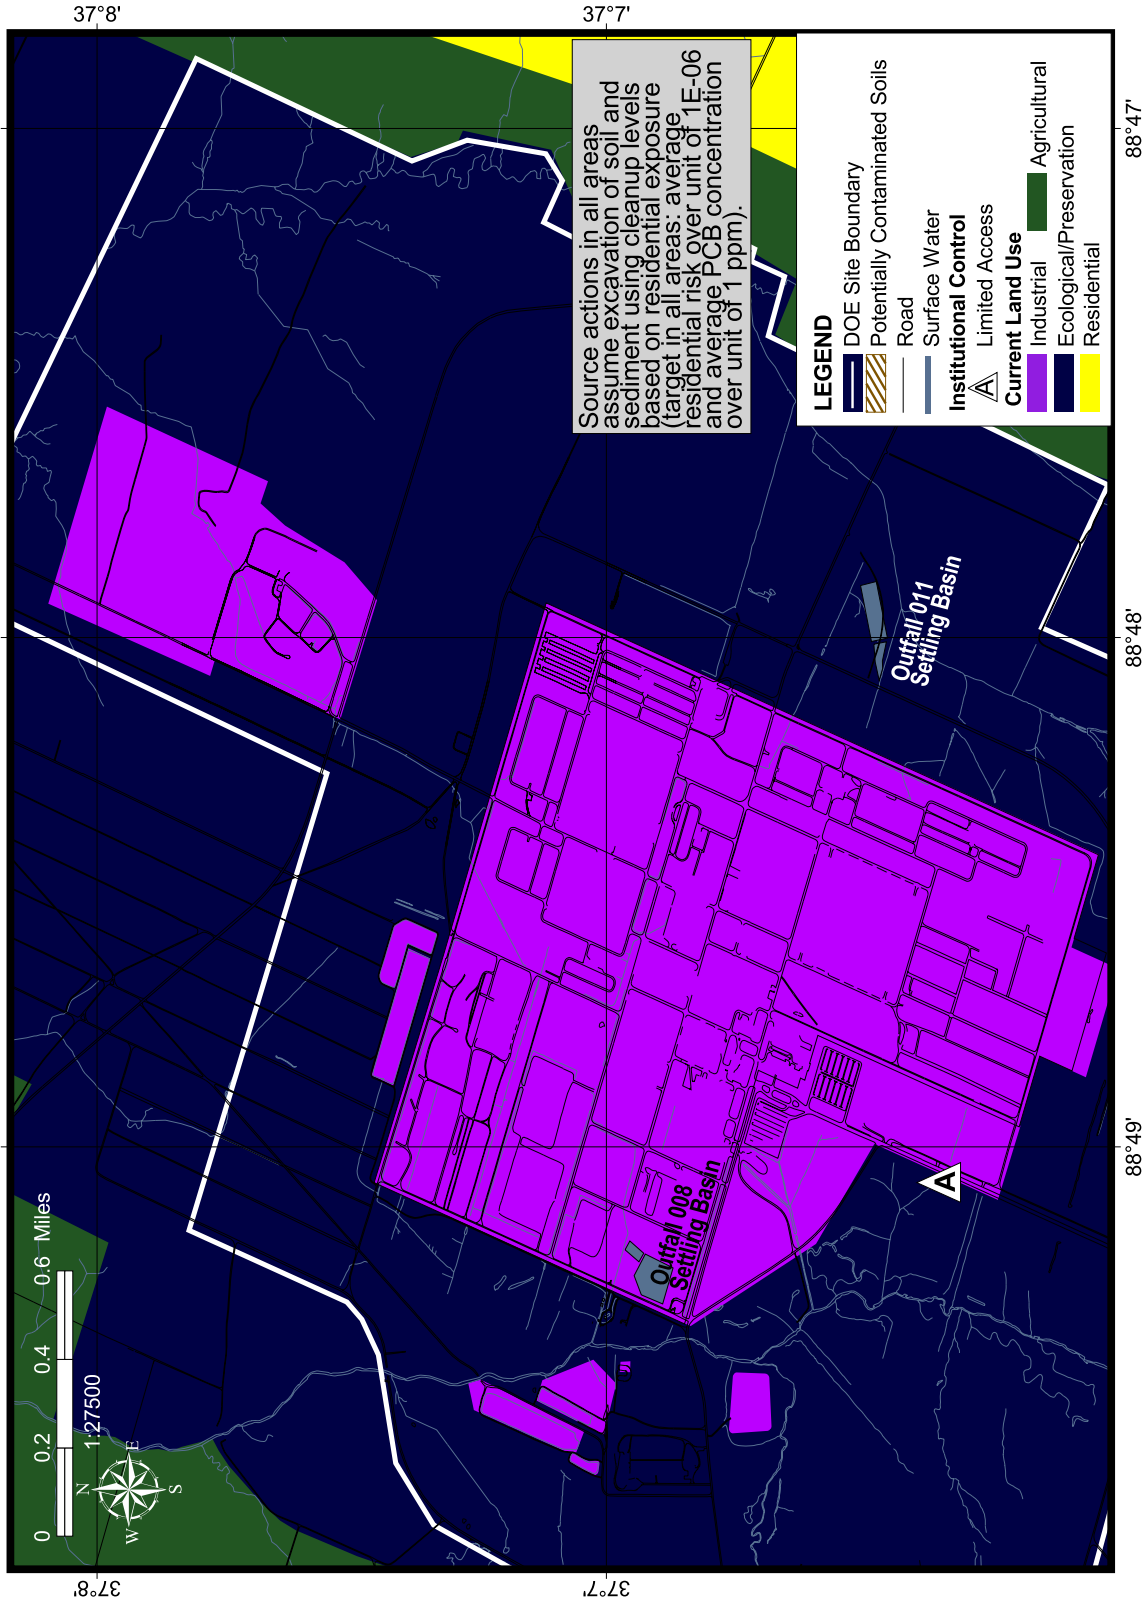 37°8'
37°7'
Source actions in all areas
assume excavation of soil and
sediment using cleanup levels
based on residential exposure
(target in all areas: average
residential risk over unit of 1E-06
and average PCB concentration
over unit of 1 ppm).
LEGEND
DOE Site Boundary
Potentially Contaminated Soils
Road
Surface Water
Institutional Control
A
Limited Access
Current Land Use
Industrial
Agricultural
Ecological/Preservation
Residential
88°47'
88°48'
88°49'
Outfall 011
Settling Basin
Outfall 008
Settling Basin
A
0 0.2 0.4 0.6 Miles
1:27500
N
W E
S
37°8'
37°7'